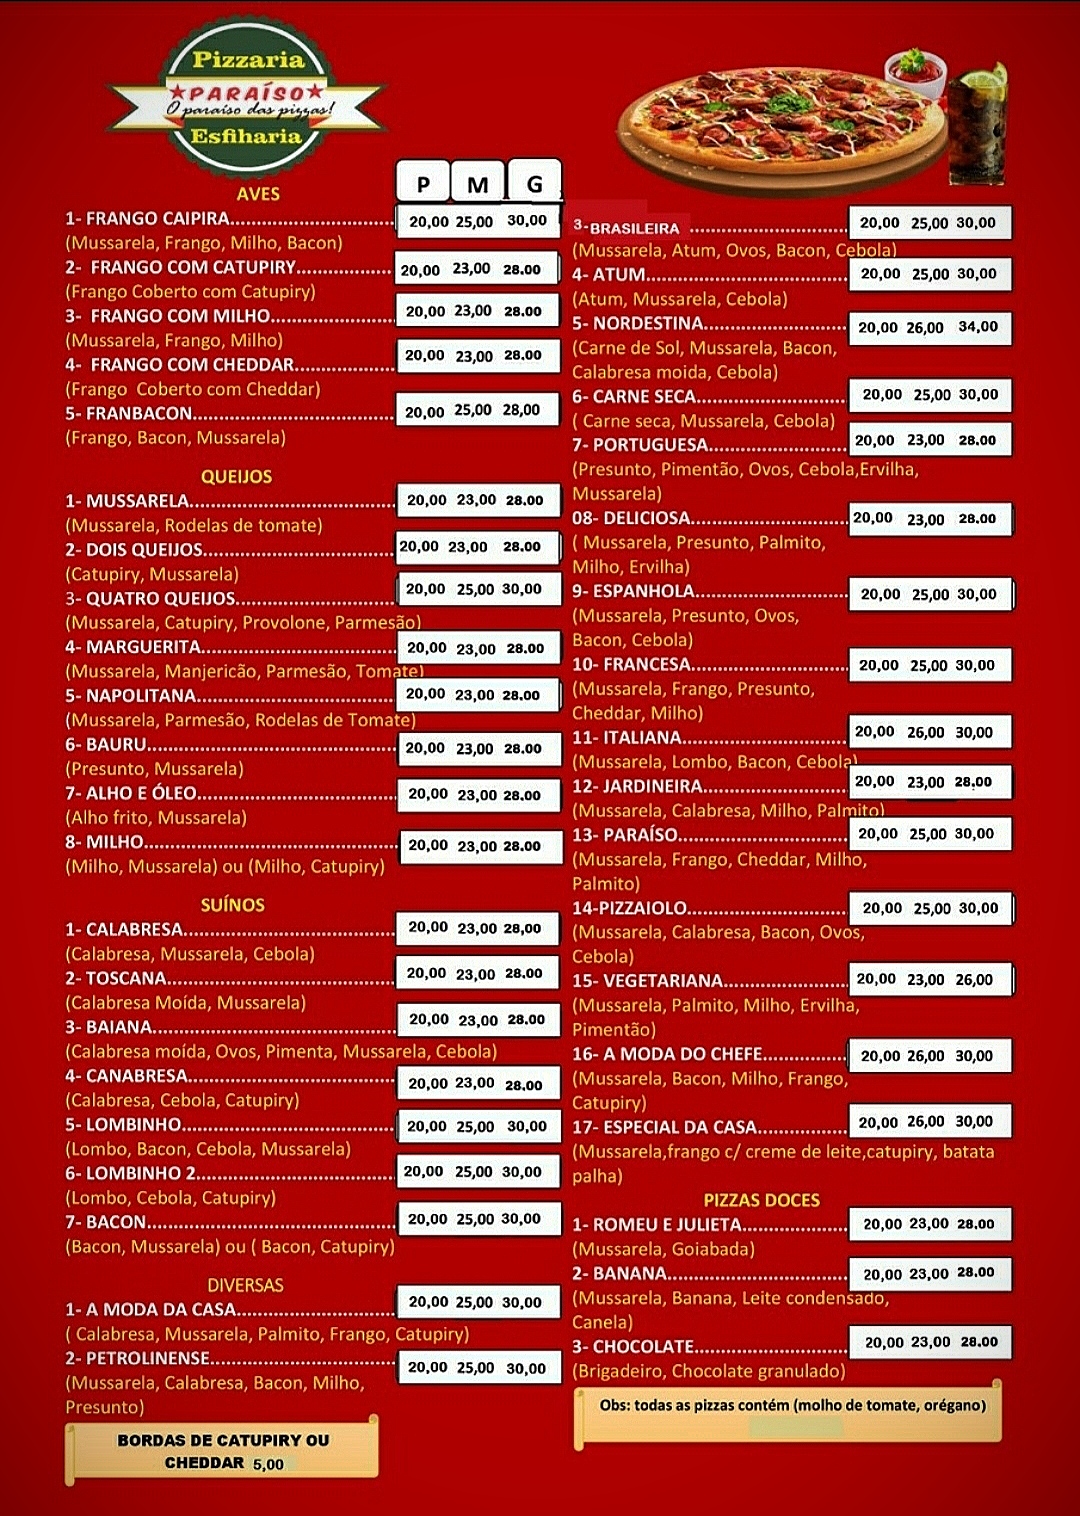 Pizzaria
PARAÍSO
O paraíso das pizzas!
Esfiharia
P M G
AVES
1- FRANGO CAIPIRA.................... 20,00 25,00 30,00
(Mussarela, Frango, Milho, Bacon)
2- FRANGO COM CATUPIRY.................... 20,00 23,00 28.00
(Frango Coberto com Catupiry)
3- FRANGO COM MILHO.................... 20,00 23,00 28.00
(Mussarela, Frango, Milho)
4- FRANGO COM CHEDDAR.................... 20,00 23,00 28.00
(Frango Coberto com Cheddar)
5- FRANBACON.................... 20,00 25,00 28,00
(Frango, Bacon, Mussarela)
QUEIJOS
1- MUSSARELA.................... 20,00 23,00 28.00
(Mussarela, Rodelas de tomate)
2- DOIS QUEIJOS.................... 20,00 23,00 28.00
(Catupiry, Mussarela)
3- QUATRO QUEIJOS.................... 20,00 25,00 30,00
(Mussarela, Catupiry, Provolone, Parmesão)
4- MARGUERITA.................... 20,00 23,00 28.00
(Mussarela, Manjericão, Parmesão, Tomate)
5- NAPOLITANA.................... 20,00 23,00 28.00
(Mussarela, Parmesão, Rodelas de Tomate)
6- BAURU.................... 20,00 23,00 28.00
(Presunto, Mussarela)
7- ALHO E ÓLEO.................... 20,00 23,00 28.00
(Alho frito, Mussarela)
8- MILHO.................... 20,00 23,00 28.00
(Milho, Mussarela) ou (Milho, Catupiry)
SUÍNOS
1- CALABRESA.................... 20,00 23,00 28,00
(Calabresa, Mussarela, Cebola)
2- TOSCANA.................... 20,00 23,00 28.00
(Calabresa Moída, Mussarela)
3- BAIANA.................... 20,00 23,00 28.00
(Calabresa moída, Ovos, Pimenta, Mussarela, Cebola)
4- CANABRESA.................... 20,00 23,00 28.00
(Calabresa, Cebola, Catupiry)
5- LOMBINHO.................... 20,00 25,00 30,00
(Lombo, Bacon, Cebola, Mussarela)
6- LOMBINHO 2.................... 20,00 25,00 30,00
(Lombo, Cebola, Catupiry)
7- BACON.................... 20,00 25,00 30,00
(Bacon, Mussarela) ou ( Bacon, Catupiry)
DIVERSAS
1- A MODA DA CASA.................... 20,00 25,00 30,00
( Calabresa, Mussarela, Palmito, Frango, Catupiry)
2- PETROLINENSE.................... 20,00 25,00 30,00
(Mussarela, Calabresa, Bacon, Milho,
Presunto)
BORDAS DE CATUPIRY OU
CHEDDAR 5,00
3-BRASILEIRA .................... 20,00 25,00 30,00
(Mussarela, Atum, Ovos, Bacon, Cebola)
4- ATUM.................... 20,00 25,00 30,00
(Atum, Mussarela, Cebola)
5- NORDESTINA.................... 20,00 26,00 34,00
(Carne de Sol, Mussarela, Bacon,
Calabresa moida, Cebola)
6- CARNE SECA.................... 20,00 25,00 30,00
( Carne seca, Mussarela, Cebola)
7- PORTUGUESA.................... 20,00 23,00 28.00
(Presunto, Pimentão, Ovos, Cebola,Ervilha,
Mussarela)
08- DELICIOSA.................... 20,00 23,00 28.00
( Mussarela, Presunto, Palmito,
Milho, Ervilha)
9- ESPANHOLA.................... 20,00 25,00 30,00
(Mussarela, Presunto, Ovos,
Bacon, Cebola)
10- FRANCESA.................... 20,00 25,00 30,00
(Mussarela, Frango, Presunto,
Cheddar, Milho)
11- ITALIANA.................... 20,00 26,00 30,00
(Mussarela, Lombo, Bacon, Cebola)
12- JARDINEIRA.................... 20,00 23,00 28,00
(Mussarela, Calabresa, Milho, Palmito)
13- PARAÍSO.................... 20,00 25,00 30,00
(Mussarela, Frango, Cheddar, Milho,
Palmito)
14-PIZZAIOLO.................... 20,00 25,00 30,00
(Mussarela, Calabresa, Bacon, Ovos,
Cebola)
15- VEGETARIANA.................... 20,00 23,00 26,00
(Mussarela, Palmito, Milho, Ervilha,
Pimentão)
16- A MODA DO CHEFE.................... 20,00 26,00 30,00
(Mussarela, Bacon, Milho, Frango,
Catupiry)
17- ESPECIAL DA CASA.................... 20,00 26,00 30,00
(Mussarela,frango c/ creme de leite,catupiry, batata
palha)
PIZZAS DOCES
1- ROMEU E JULIETA.................... 20,00 23,00 28.00
(Mussarela, Goiabada)
2- BANANA.................... 20,00 23,00 28.00
(Mussarela, Banana, Leite condensado,
Canela)
3- CHOCOLATE.................... 20,00 23,00 28.00
(Brigadeiro, Chocolate granulado)
Obs: todas as pizzas contém (molho de tomate, orégano)